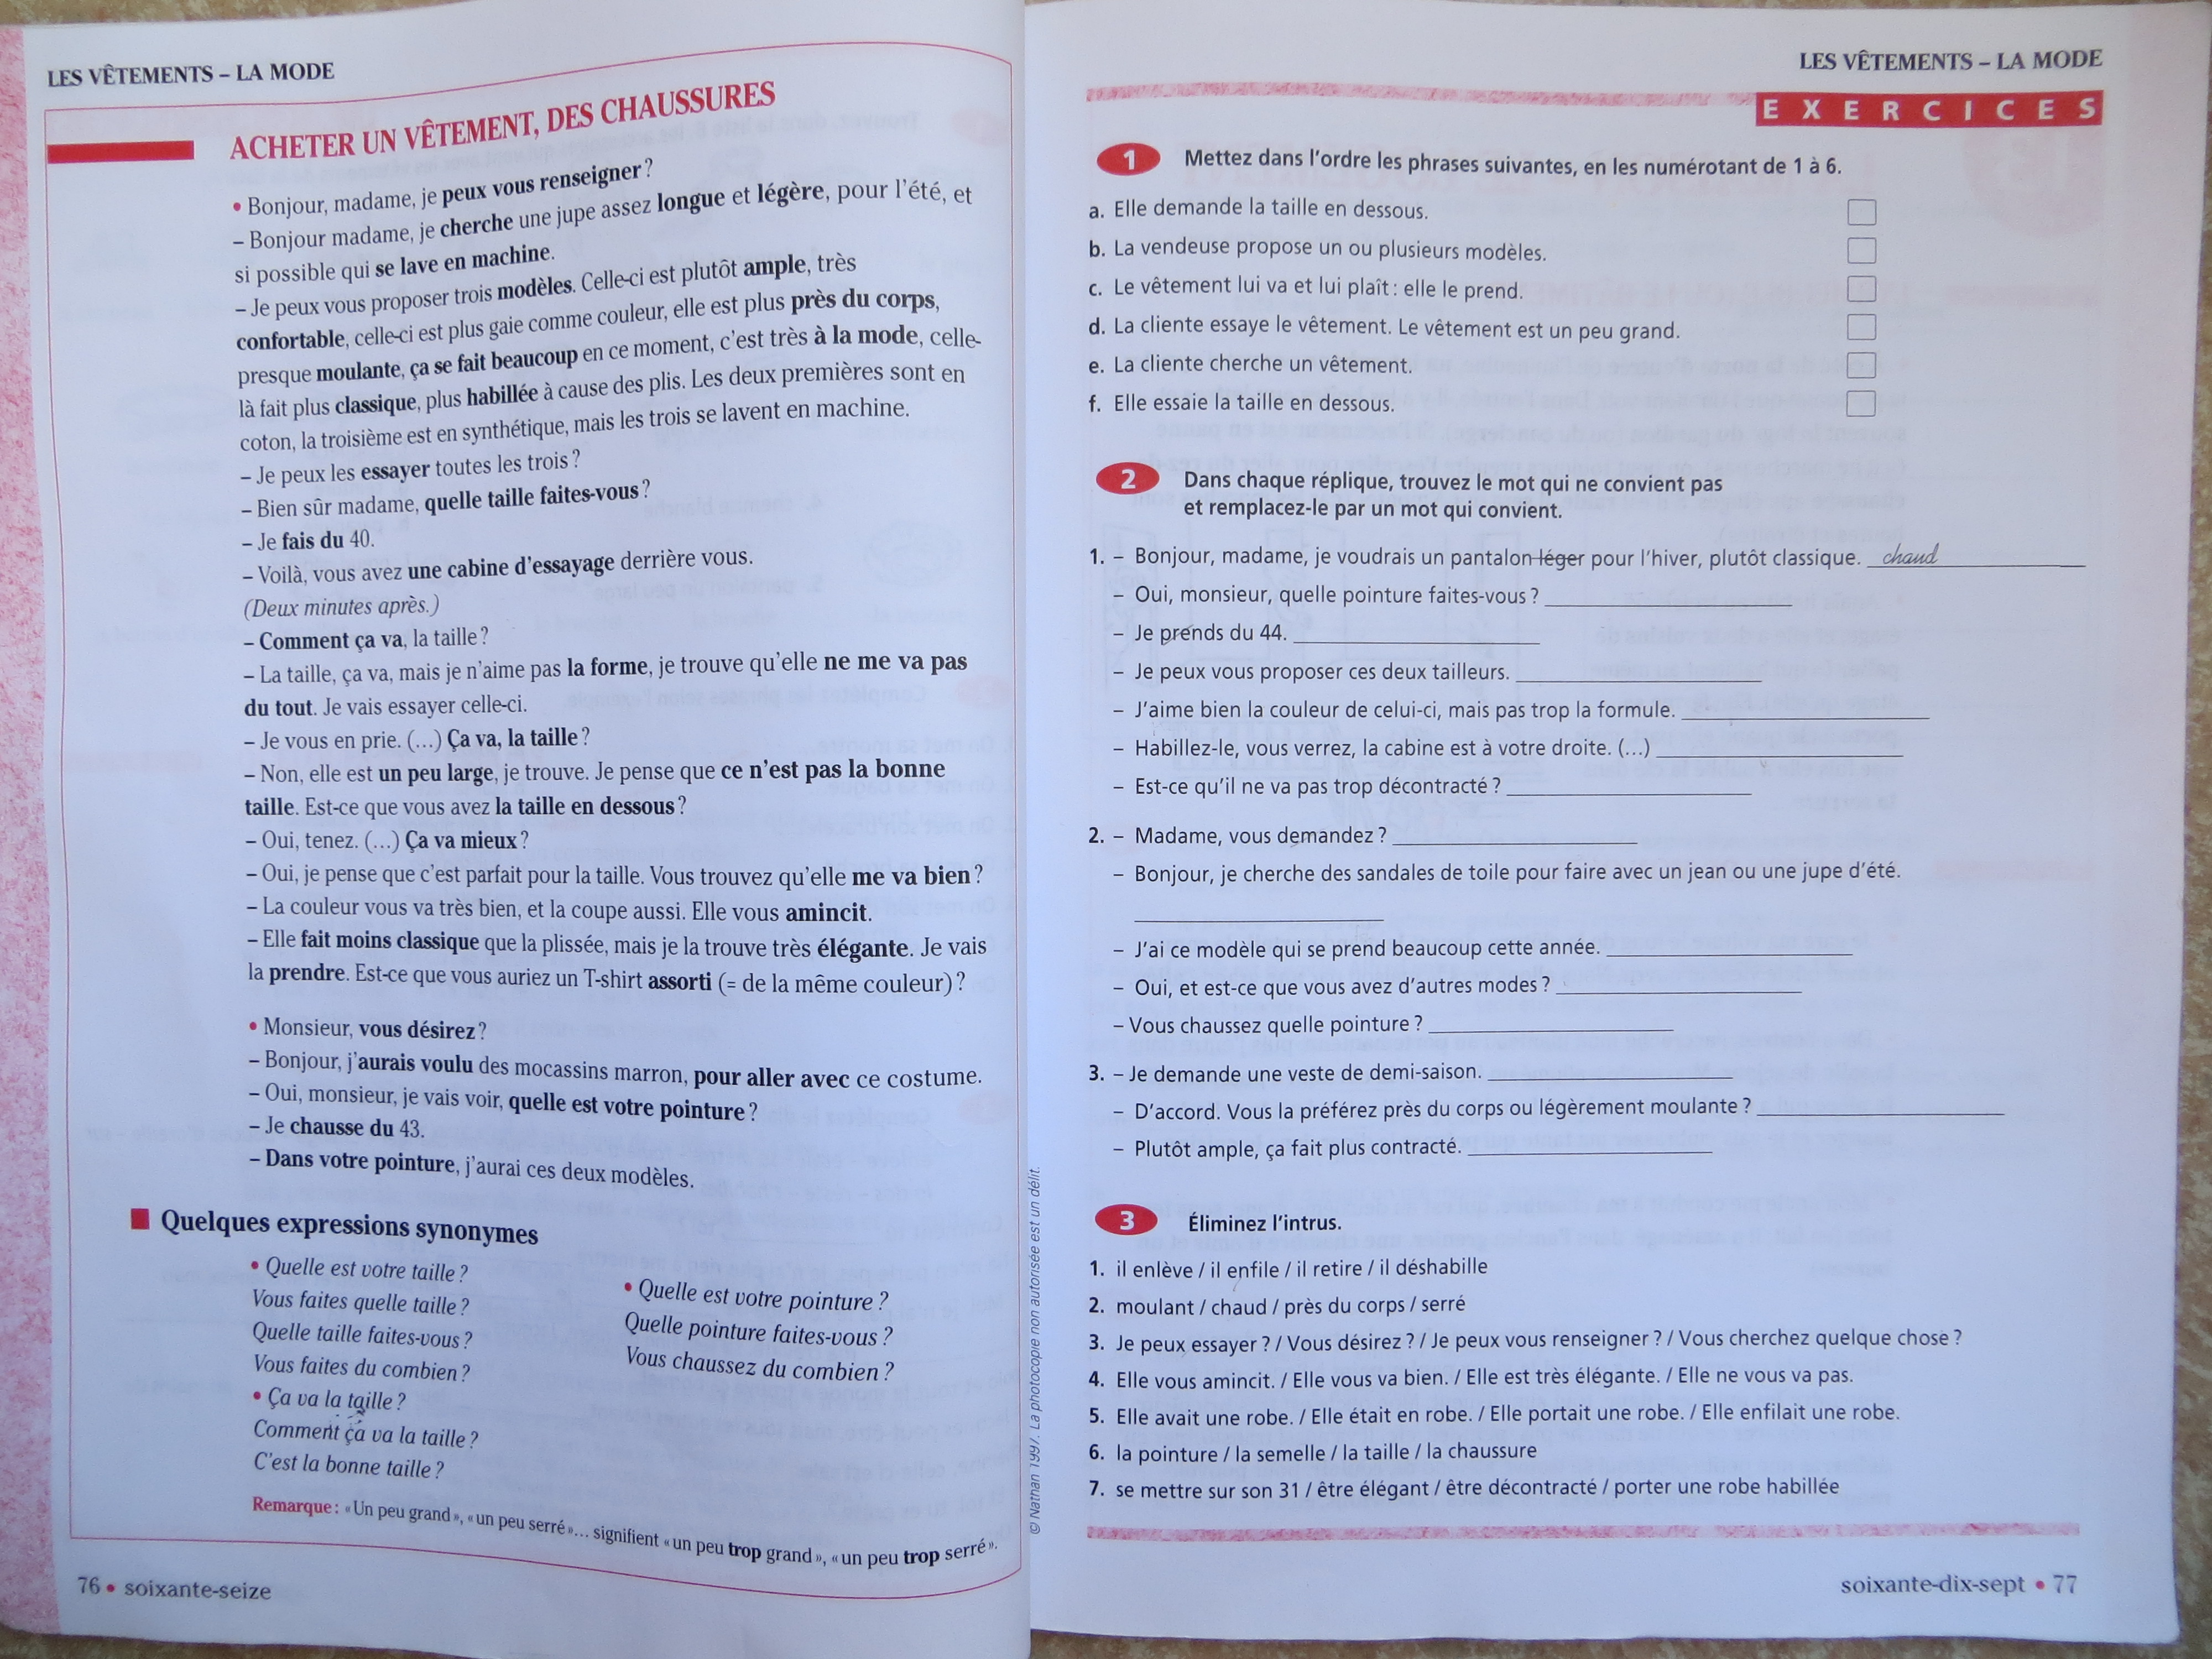 LES VÊTEMENTS – LA MODE
ACHETER UN VÊTEMENT, DES CHAUSSURES
• Bonjour, madame, je peux vous renseigner ?
– Bonjour madame, je cherche une jupe assez longue et légère, pour l'été, et
si possible qui se lave en machine.
– Je peux vous proposer trois modèles. Celle-ci est plutôt ample, très
confortable, celle-ci est plus gaie comme couleur, elle est plus près du corps,
presque moulante, ça se fait beaucoup en ce moment, c'est très à la mode, celle-
là fait plus classique, plus habillée à cause des plis. Les deux premières sont en
coton, la troisième est en synthétique, mais les trois se lavent en machine.
– Je peux les essayer toutes les trois ?
– Bien sûr madame, quelle taille faites-vous ?
– Je fais du 40.
– Voilà, vous avez une cabine d'essayage derrière vous.
(Deux minutes après.)
– Comment ça va, la taille ?
– La taille, ça va, mais je n'aime pas la forme, je trouve qu'elle ne me va pas
du tout. Je vais essayer celle-ci.
– Je vous en prie. (…) Ça va, la taille ?
– Non, elle est un peu large, je trouve. Je pense que ce n'est pas la bonne
taille. Est-ce que vous avez la taille en dessous ?
– Oui, tenez. (…) Ça va mieux ?
– Oui, je pense que c'est parfait pour la taille. Vous trouvez qu'elle me va bien ?
– La couleur vous va très bien, et la coupe aussi. Elle vous amincit.
– Elle fait moins classique que la plissée, mais je la trouve très élégante. Je vais
la prendre. Est-ce que vous auriez un T-shirt assorti (= de la même couleur) ?
• Monsieur, vous désirez ?
– Bonjour, j'aurais voulu des mocassins marron, pour aller avec ce costume.
– Oui, monsieur, je vais voir, quelle est votre pointure ?
– Je chausse du 43.
– Dans votre pointure, j'aurai ces deux modèles.
Quelques expressions synonymes
• Quelle est votre taille ?
Vous faites quelle taille ?
Quelle taille faites-vous ?
Vous faites du combien ?
• Ça va la taille ?
Comment ça va la taille ?
C'est la bonne taille ?
• Quelle est votre pointure ?
Quelle pointure faites-vous ?
Vous chaussez du combien ?
Remarque : « Un peu grand », « un peu serré »… signifient « un peu trop grand », « un peu trop serré ».
76 • soixante-seize
© Nathan 1997. La photocopie non autorisée est un délit.
LES VÊTEMENTS – LA MODE
EXERCICES
1 Mettez dans l'ordre les phrases suivantes, en les numérotant de 1 à 6.
a. Elle demande la taille en dessous.
b. La vendeuse propose un ou plusieurs modèles.
c. Le vêtement lui va et lui plaît : elle le prend.
d. La cliente essaye le vêtement. Le vêtement est un peu grand.
e. La cliente cherche un vêtement.
f. Elle essaie la taille en dessous.
2 Dans chaque réplique, trouvez le mot qui ne convient pas
et remplacez-le par un mot qui convient.
1. – Bonjour, madame, je voudrais un pantalon léger pour l'hiver, plutôt classique. chaud
– Oui, monsieur, quelle pointure faites-vous ?
– Je prends du 44.
– Je peux vous proposer ces deux tailleurs.
– J'aime bien la couleur de celui-ci, mais pas trop la formule.
– Habillez-le, vous verrez, la cabine est à votre droite. (…)
– Est-ce qu'il ne va pas trop décontracté ?
2. – Madame, vous demandez ?
– Bonjour, je cherche des sandales de toile pour faire avec un jean ou une jupe d'été.
– J'ai ce modèle qui se prend beaucoup cette année.
– Oui, et est-ce que vous avez d'autres modes ?
– Vous chaussez quelle pointure ?
3. – Je demande une veste de demi-saison.
– D'accord. Vous la préférez près du corps ou légèrement moulante ?
– Plutôt ample, ça fait plus contracté.
3 Éliminez l'intrus.
1. il enlève / il enfile / il retire / il déshabille
2. moulant / chaud / près du corps / serré
3. Je peux essayer ? / Vous désirez ? / Je peux vous renseigner ? / Vous cherchez quelque chose ?
4. Elle vous amincit. / Elle vous va bien. / Elle est très élégante. / Elle ne vous va pas.
5. Elle avait une robe. / Elle était en robe. / Elle portait une robe. / Elle enfilait une robe.
6. la pointure / la semelle / la taille / la chaussure
7. se mettre sur son 31 / être élégant / être décontracté / porter une robe habillée
soixante-dix-sept • 77